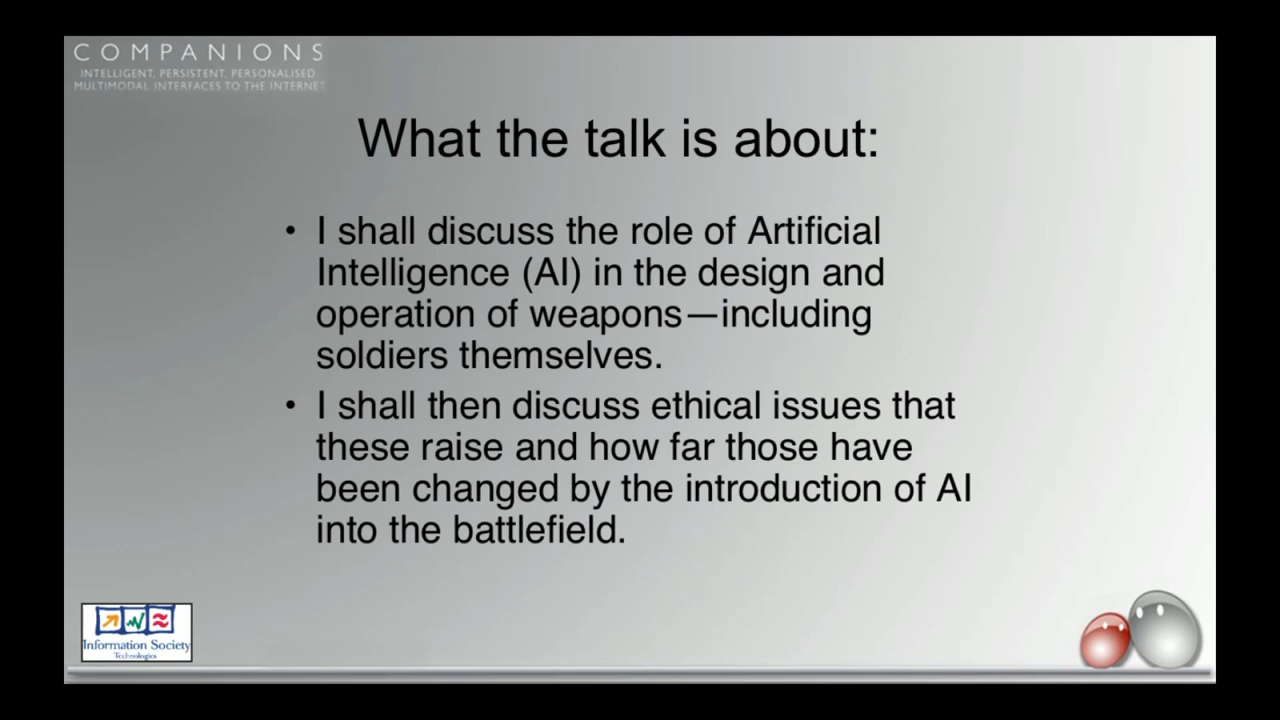 COMPANIONS
INTELLIGENT, PERSISTENT, PERSONALISED
MULTIMODAL INTERFACES TO THE INTERNET
What the talk is about:
• I shall discuss the role of Artificial
Intelligence (AI) in the design and
operation of weapons—including
soldiers themselves.
• I shall then discuss ethical issues that
these raise and how far those have
been changed by the introduction of AI
into the battlefield.
Information Society
Technologies